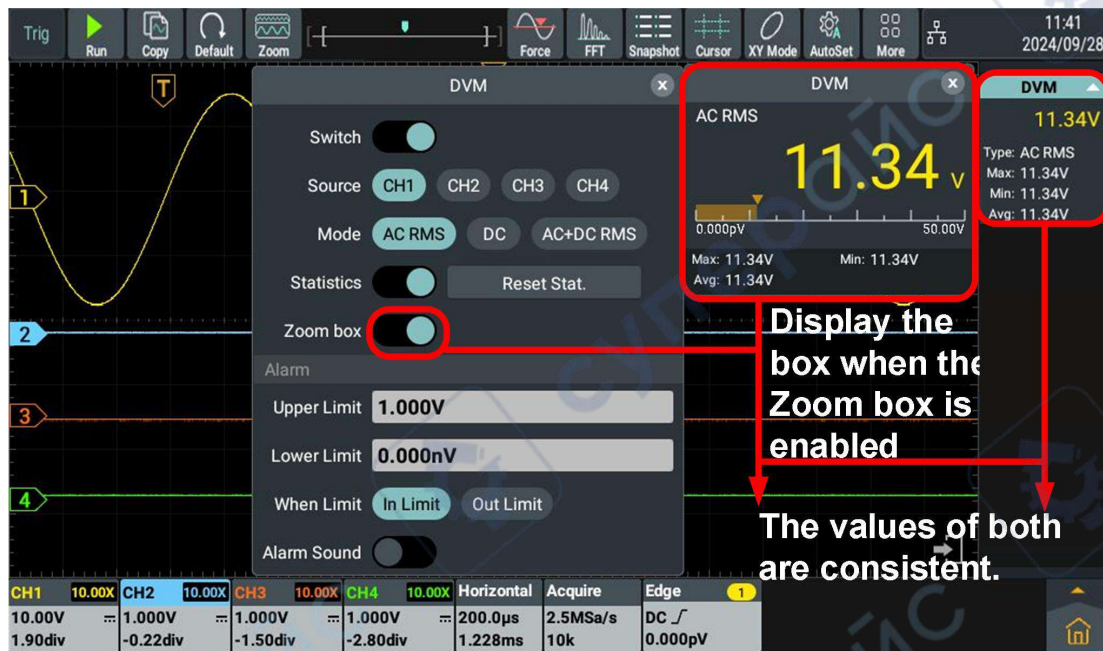 Trig
Run
Copy
Default
Zoom
Force
FFT
Snapshot
Cursor
XY Mode
AutoSet
More
11:41
2024/09/28
T
DVM
Switch
Source CH1 CH2 CH3 CH4
Mode AC RMS DC AC+DC RMS
Statistics Reset Stat.
Zoom box
Alarm
Upper Limit 1.000V
Lower Limit 0.000nV
When Limit In Limit Out Limit
Alarm Sound
DVM
AC RMS
11.34 V
0.000pV 50.00V
Max: 11.34V Min: 11.34V
Avg: 11.34V
DVM
11.34V
Type: AC RMS
Max: 11.34V
Min: 11.34V
Avg: 11.34V
Display the
box when the
Zoom box is
enabled
The values of both
are consistent.
1
2
3
4
CH1 10.00X CH2 10.00X CH3 10.00X CH4 10.00X Horizontal Acquire Edge 1
10.00V 1.000V 1.000V 1.000V 200.0μs 2.5MSa/s DC
1.90div -0.22div -1.50div -2.80div 1.228ms 10k 0.000pV
супрайс